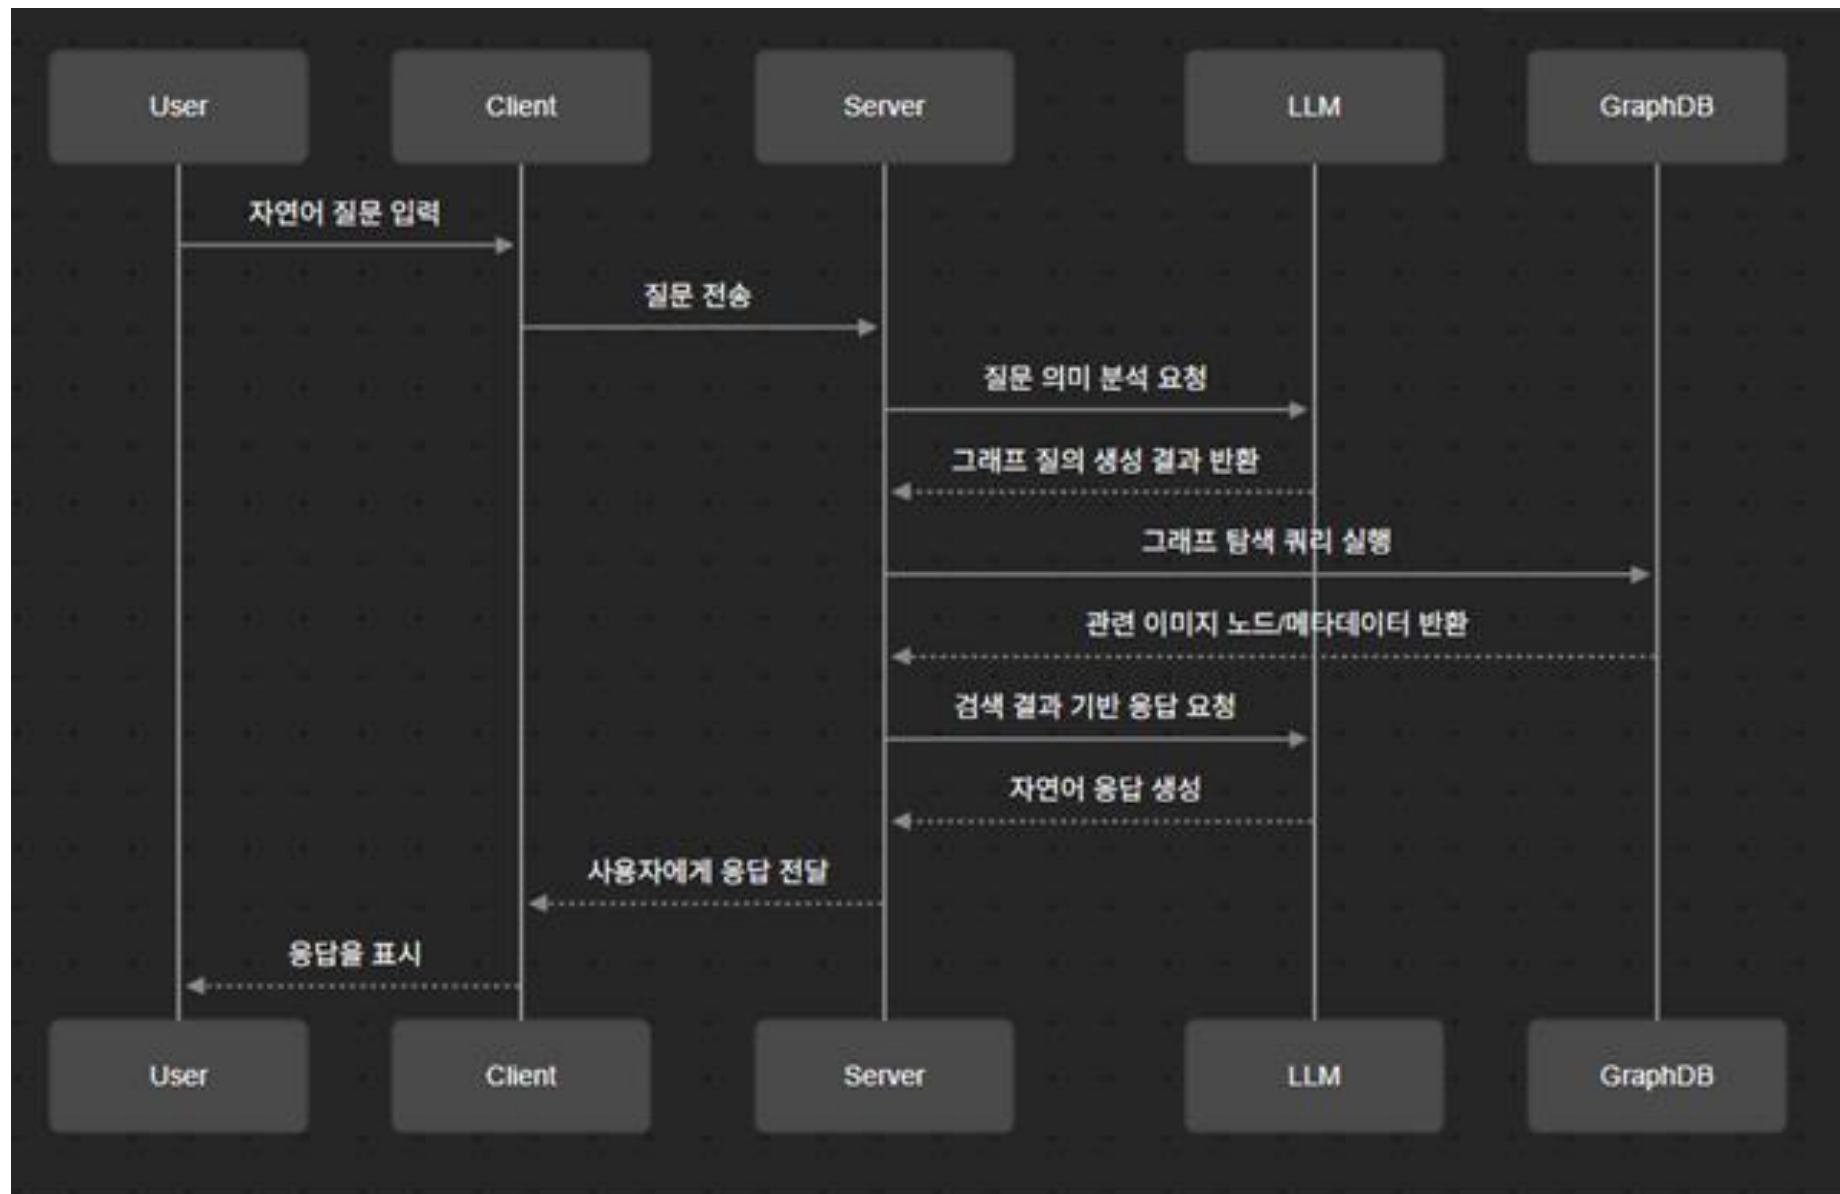 User
Client
Server
LLM
GraphDB
자연어 질문 입력
질문 전송
질문 의미 분석 요청
그래프 질의 생성 결과 반환
그래프 탐색 쿼리 실행
관련 이미지 노드/메타데이터 반환
검색 결과 기반 응답 요청
자연어 응답 생성
사용자에게 응답 전달
응답을 표시
User
Client
Server
LLM
GraphDB